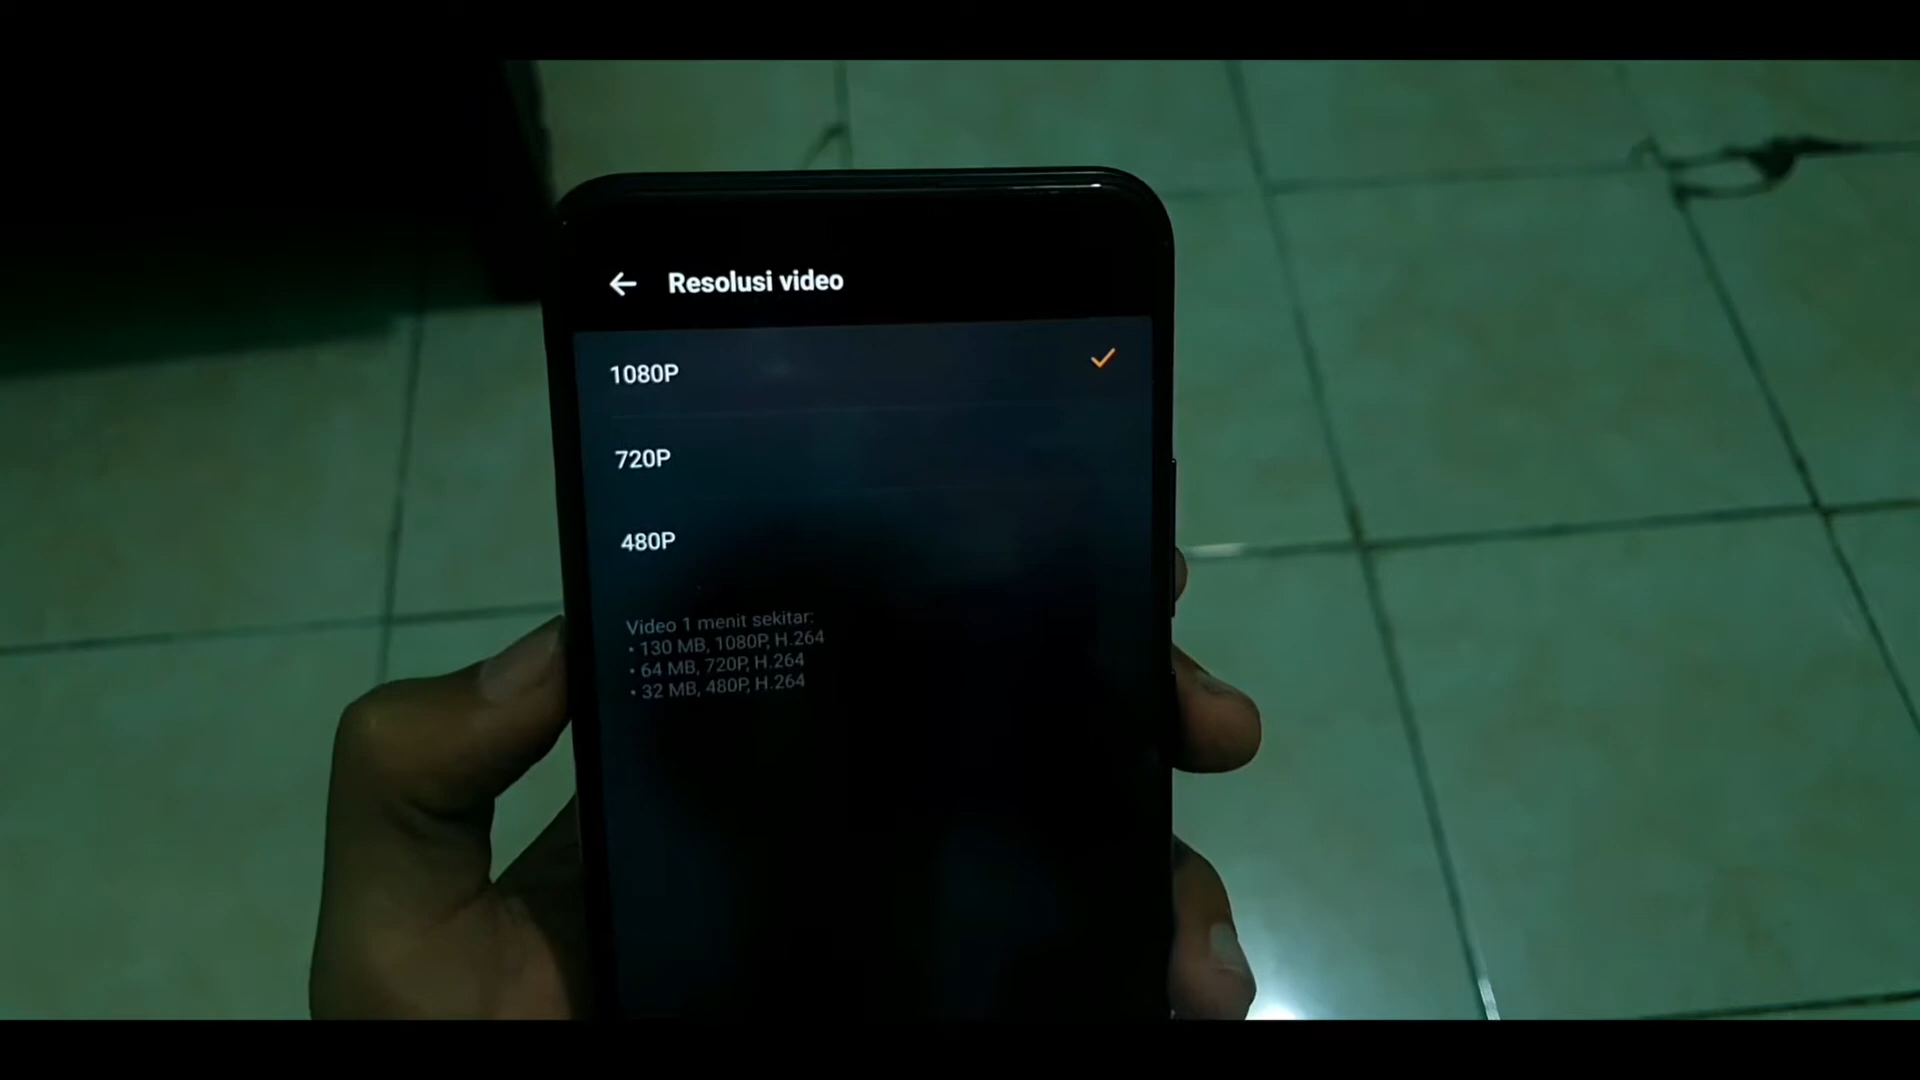 Resolusi video
1080P
720P
480P
Video 1 menit sekitar:
• 130 MB, 1080P, H.264
• 64 MB, 720P, H.264
• 32 MB, 480P, H.264